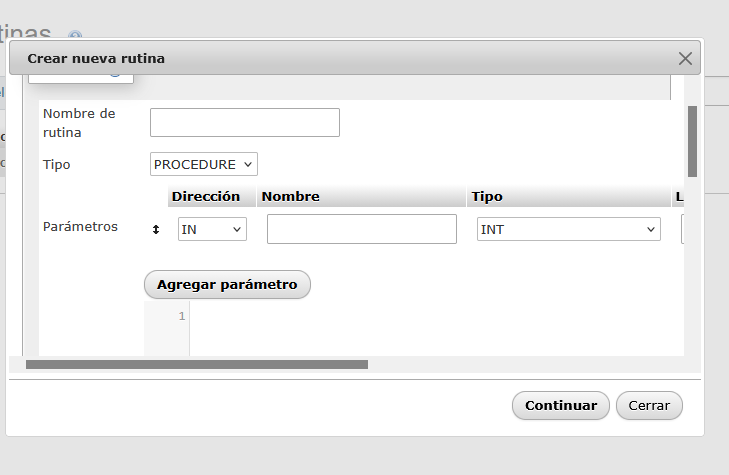 Crear nueva rutina
Nombre de
rutina
Tipo
PROCEDURE
Dirección Nombre Tipo L
Parámetros IN INT
Agregar parámetro
1
Continuar Cerrar